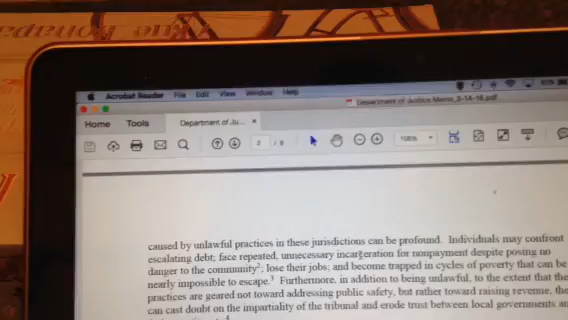 Acrobat Reader File Edit View Window Help
Department of Justice Memo_3-14-16.pdf
Home Tools Department of Ju... ×
2 / 9 108%
caused by unlawful practices in these jurisdictions can be profound. Individuals may confront
escalating debt; face repeated, unnecessary incarceration for nonpayment despite posing no
danger to the community2; lose their jobs; and become trapped in cycles of poverty that can be
nearly impossible to escape.3 Furthermore, in addition to being unlawful, to the extent that the
practices are geared not toward addressing public safety, but rather toward raising revenue, the
can cast doubt on the impartiality of the tribunal and erode trust between local governments an